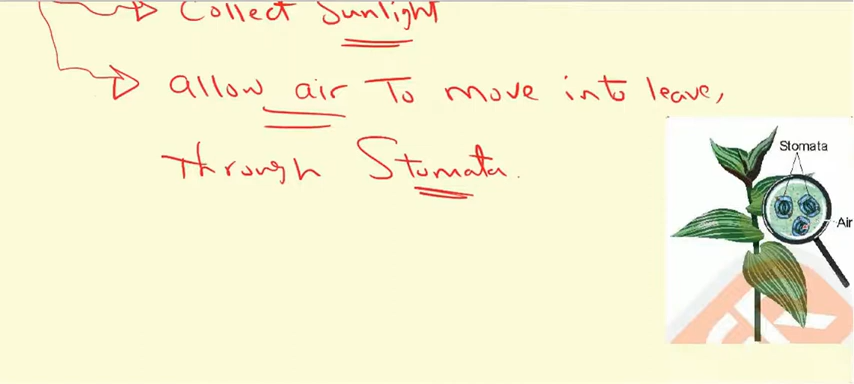 Collect Sunlight
allow air To move into leave,
Through Stomata.
Stomata
Air